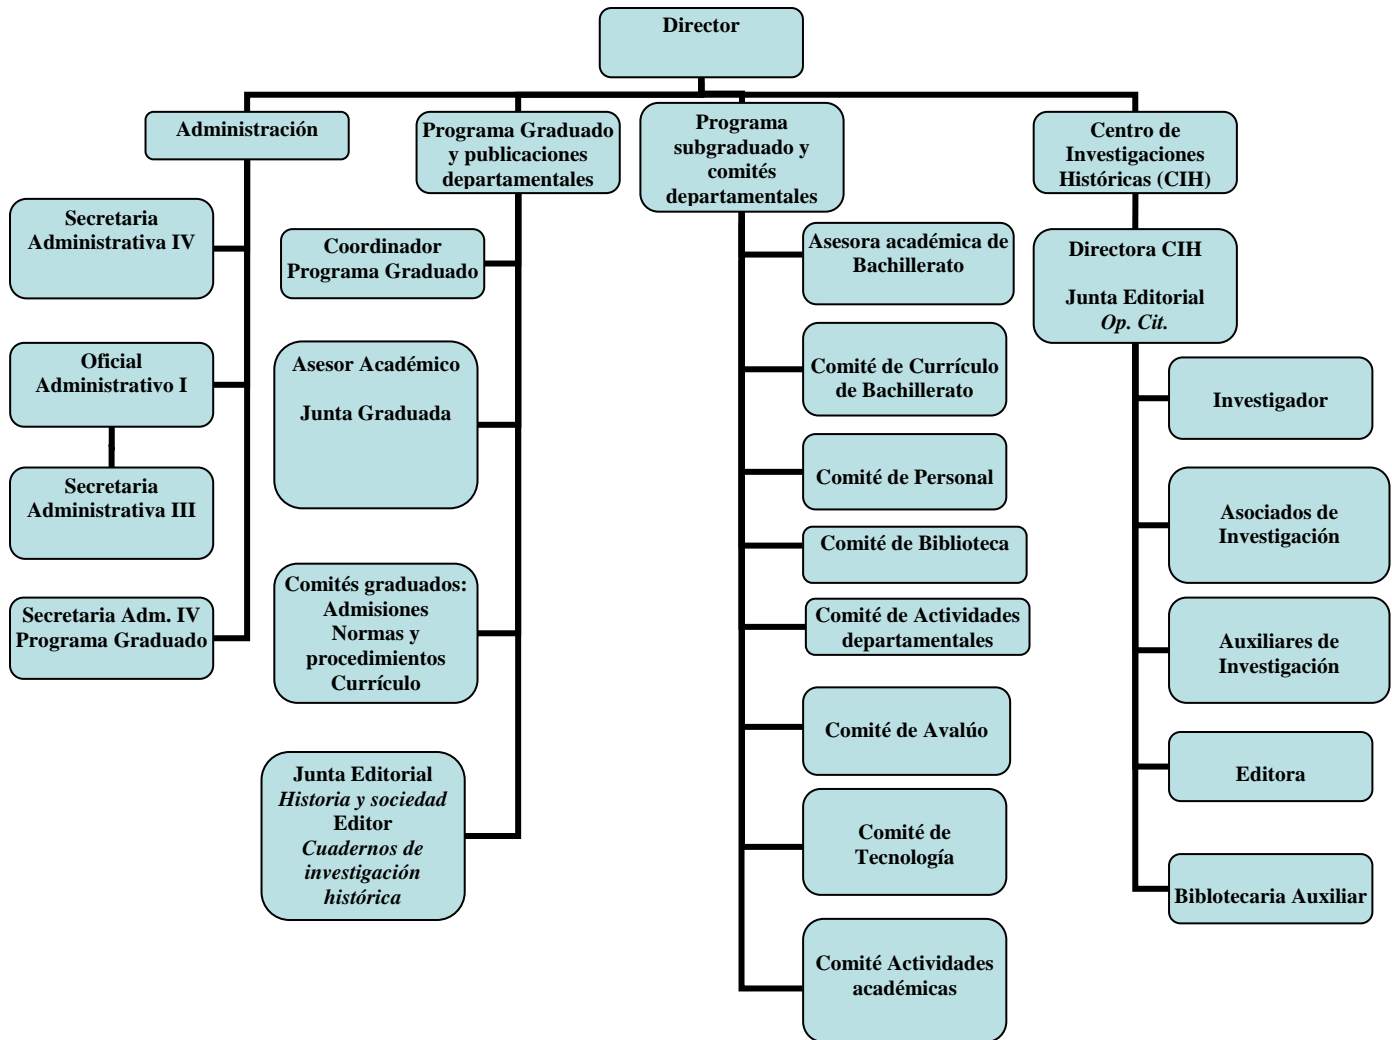 Director
Administración
Secretaria
Administrativa IV
Oficial
Administrativo I
Secretaria
Administrativa III
Secretaria Adm. IV
Programa Graduado
Programa Graduado
y publicaciones
departamentales
Coordinador
Programa Graduado
Asesor Académico
Junta Graduada
Comités graduados:
Admisiones
Normas y
procedimientos
Currículo
Junta Editorial
Historia y sociedad
Editor
Cuadernos de
investigación
histórica
Programa
subgraduado y
comités
departamentales
Asesora académica de
Bachillerato
Comité de Currículo
de Bachillerato
Comité de Personal
Comité de Biblioteca
Comité de Actividades
departamentales
Comité de Avalúo
Comité de
Tecnología
Comité Actividades
académicas
Centro de
Investigaciones
Históricas (CIH)
Directora CIH
Junta Editorial
Op. Cit.
Investigador
Asociados de
Investigación
Auxiliares de
Investigación
Editora
Biblotecaria Auxiliar